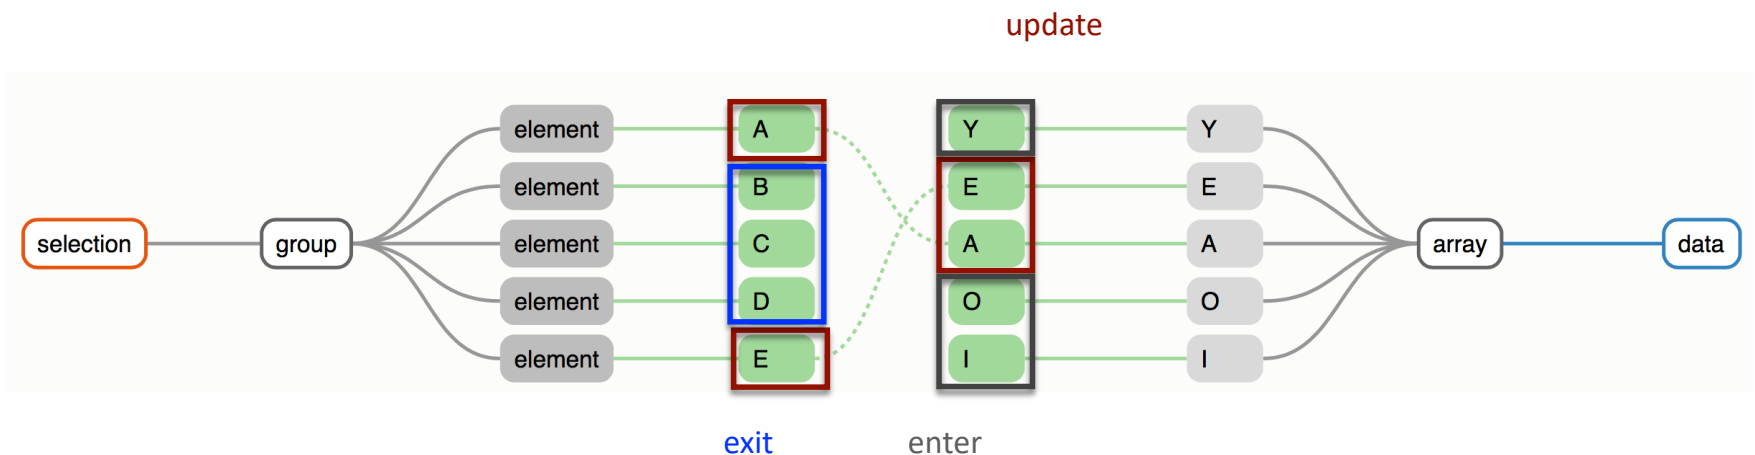 update
element A Y Y
element B E E
selection group element C A A array data
element D O O
element E I I
exit enter